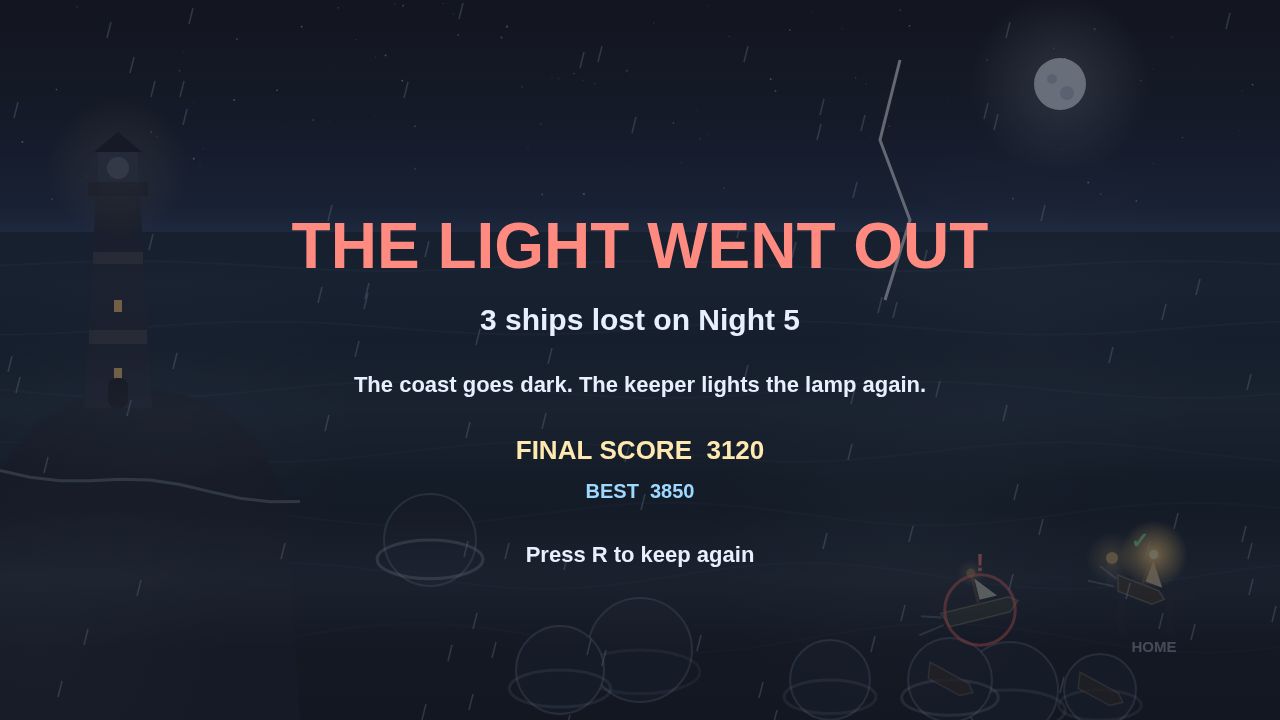 THE LIGHT WENT OUT
3 ships lost on Night 5
The coast goes dark. The keeper lights the lamp again.
FINAL SCORE 3120
BEST 3850
Press R to keep again
!
✓
HOME